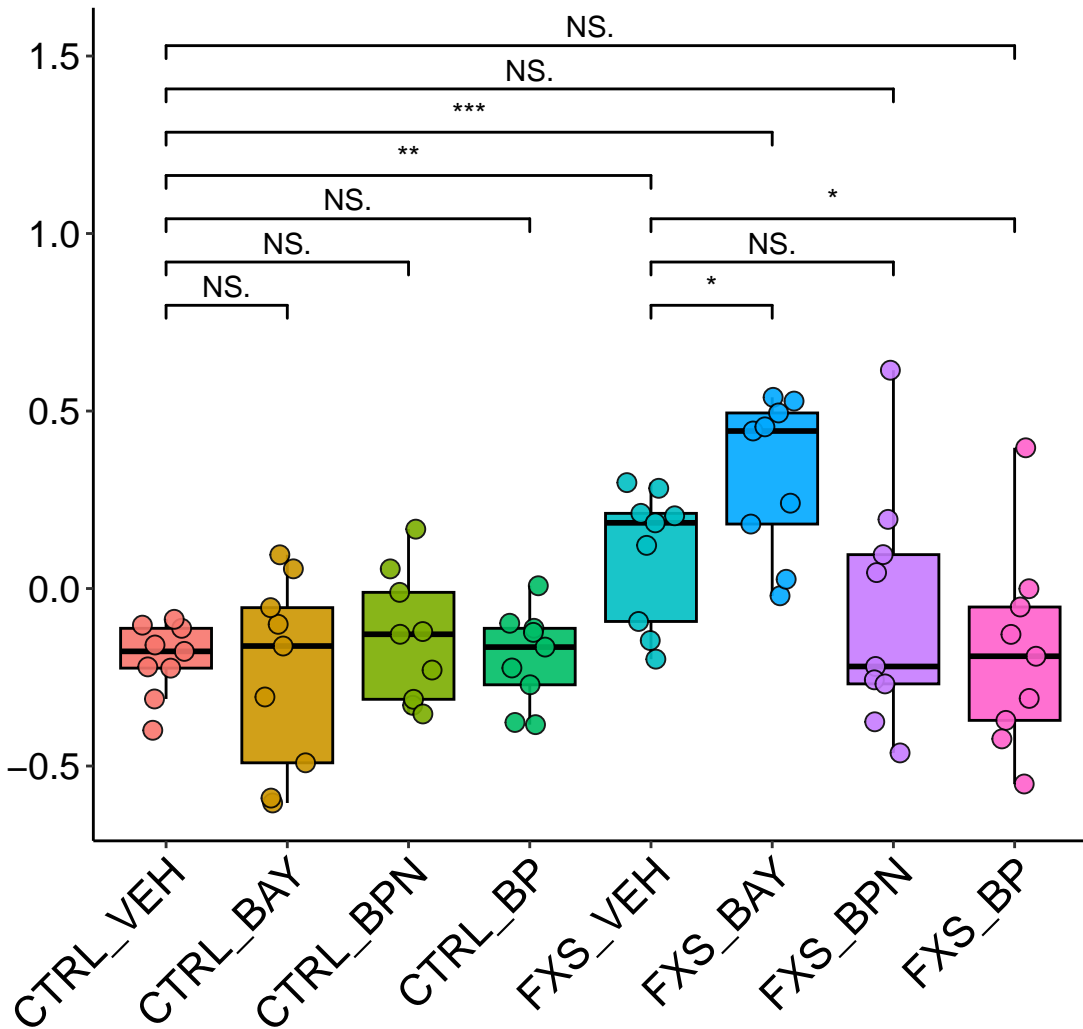 NS.
1.5
NS.
***
**
NS.
*
1.0
NS.
NS.
NS.
*
0.5
0.0
−0.5
CTRL_VEH
CTRL_BAY
CTRL_BPN
CTRL_BP
FXS_VEH
FXS_BAY
FXS_BPN
FXS_BP